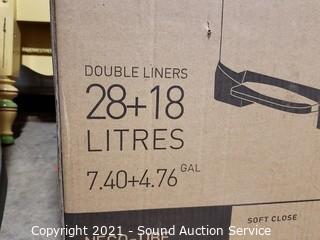 DOUBLE LINERS
28+18
LITRES
7.40+4.76 GAL
SOFT CLOSE
Copyright 2021 - Sound Auction Service